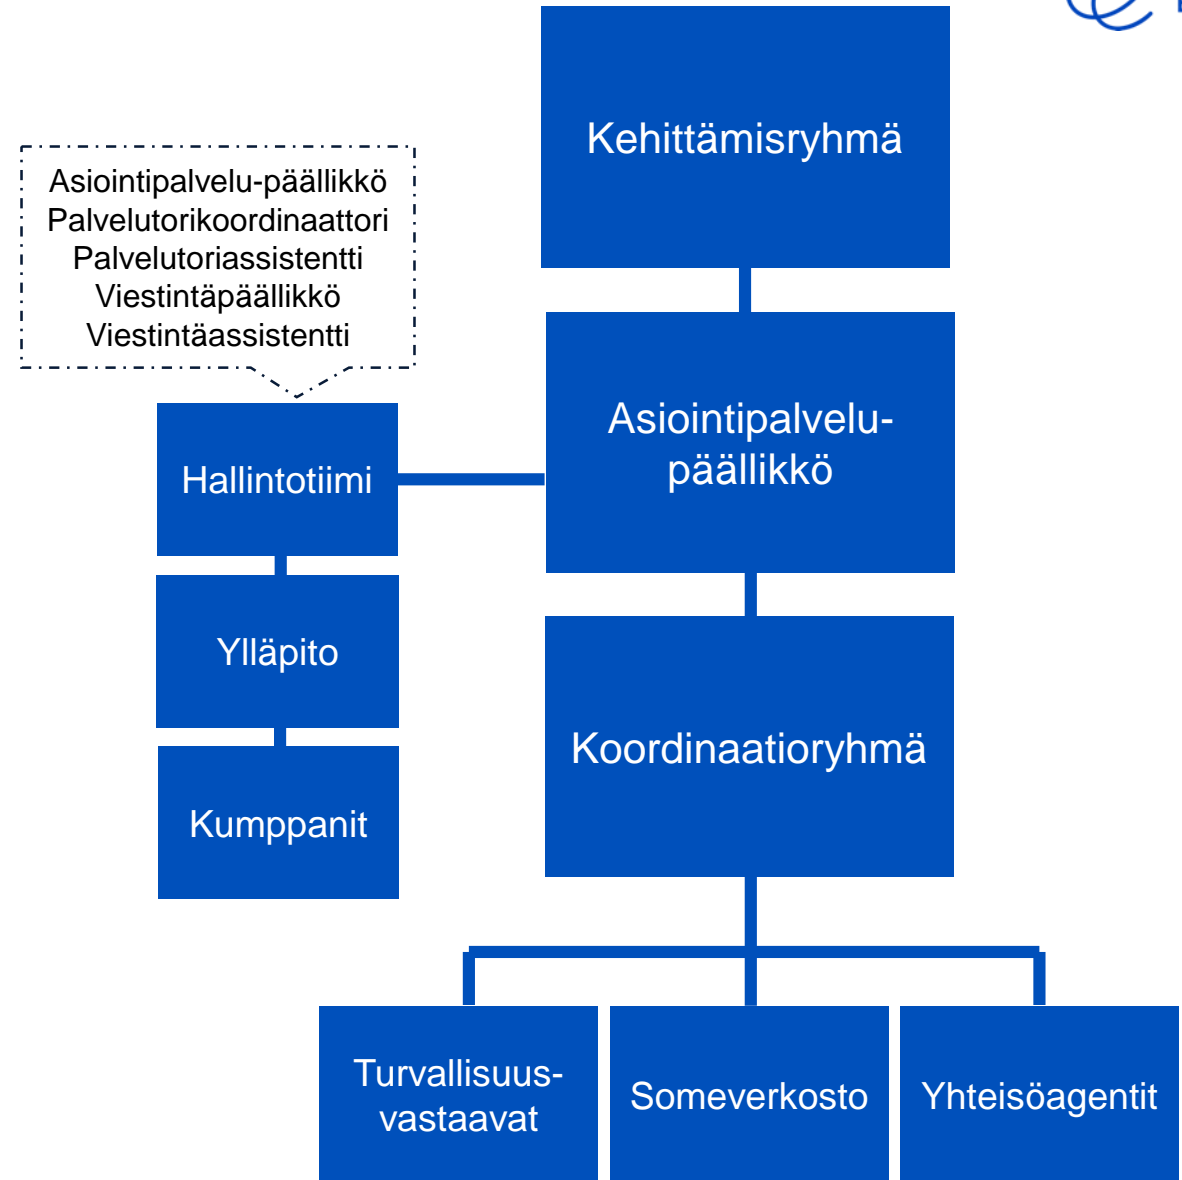 Kehittämisryhmä
Asiointipalvelu-päällikkö
Palvelutorikoordinaattori
Palvelutoriassistentti
Viestintäpäällikkö
Viestintäassistentti
Asiointipalvelu-
päällikkö
Hallintotiimi
Ylläpito
Koordinaatioryhmä
Kumppanit
Turvallisuus-
vastaavat
Someverkosto
Yhteisöagentit